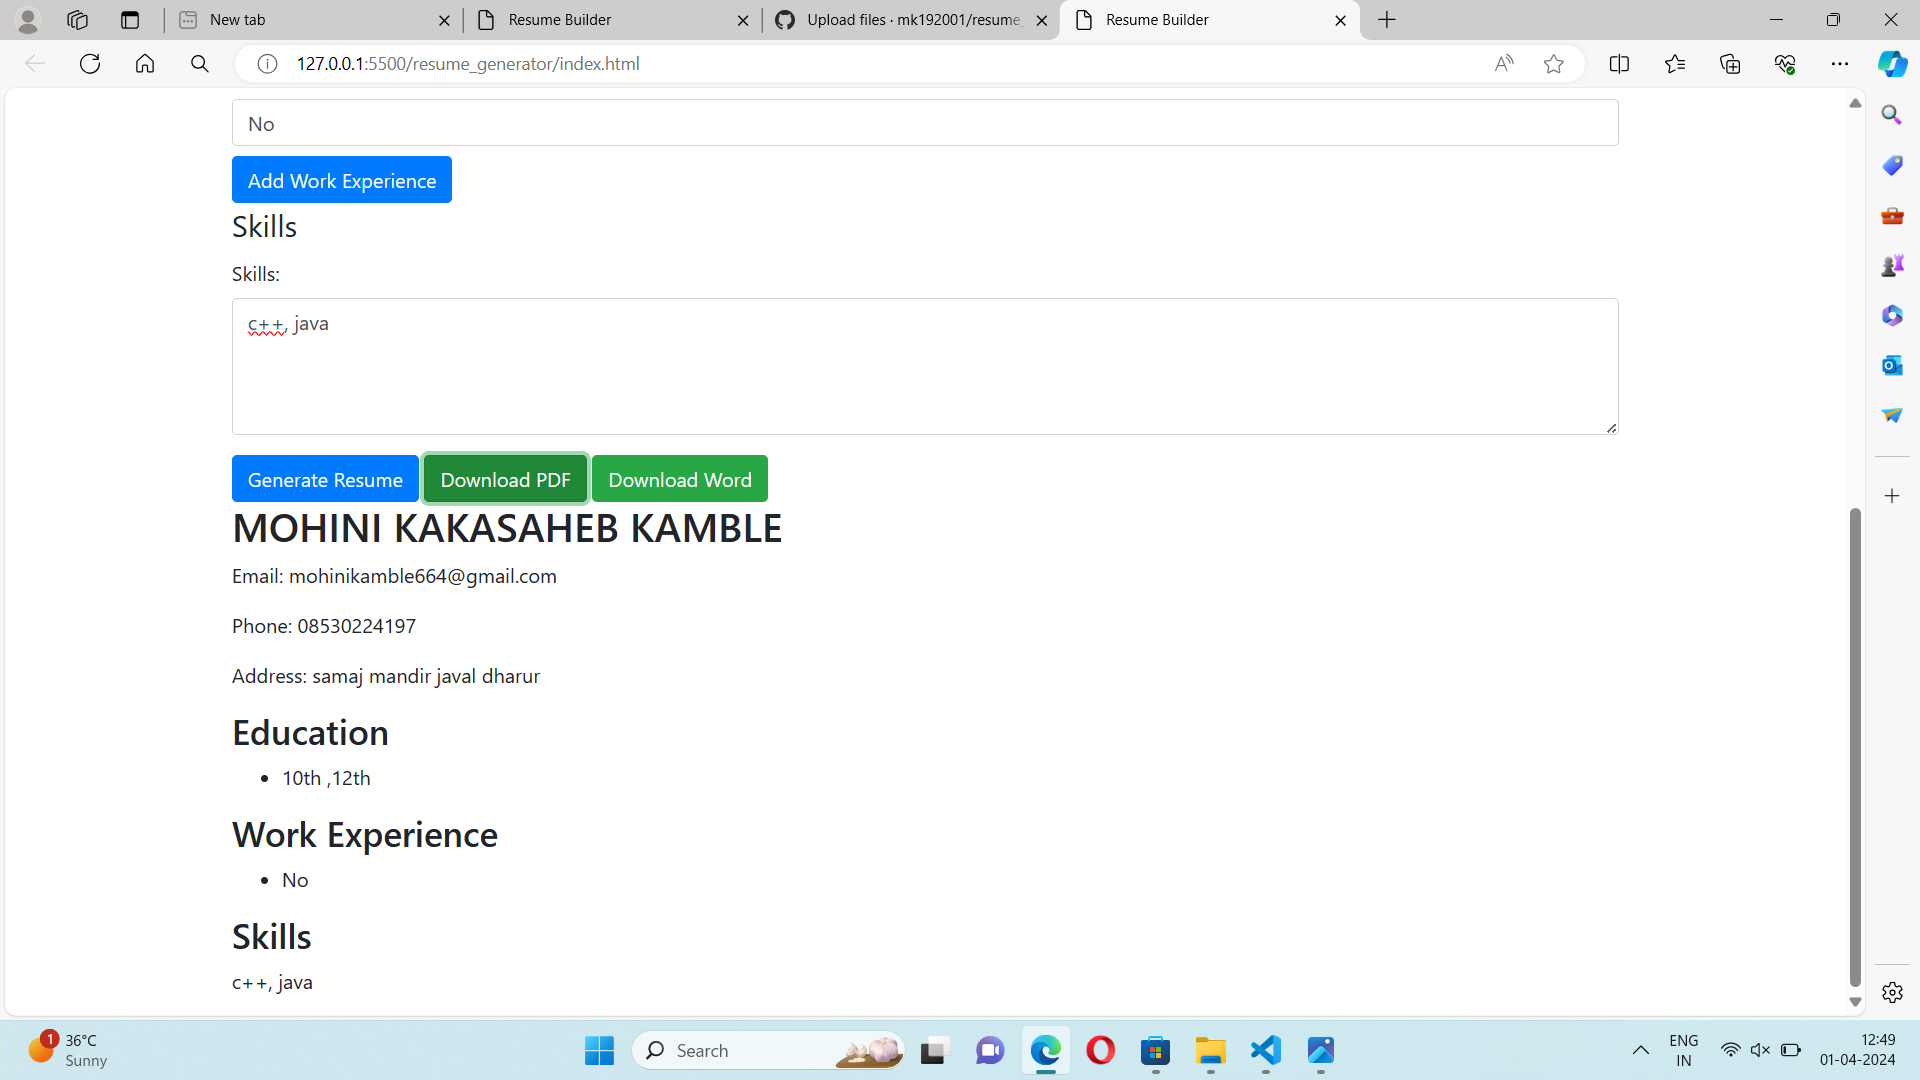 New tab
Resume Builder
Upload files · mk192001/resume_
Resume Builder
127.0.0.1:5500/resume_generator/index.html
No
Add Work Experience
Skills
Skills:
c++, java
Generate Resume
Download PDF
Download Word
MOHINI KAKASAHEB KAMBLE
Email: mohinikamble664@gmail.com
Phone: 08530224197
Address: samaj mandir javal dharur
Education
• 10th ,12th
Work Experience
• No
Skills
c++, java
1
36°C
Sunny
Search
ENG
IN
12:49
01-04-2024